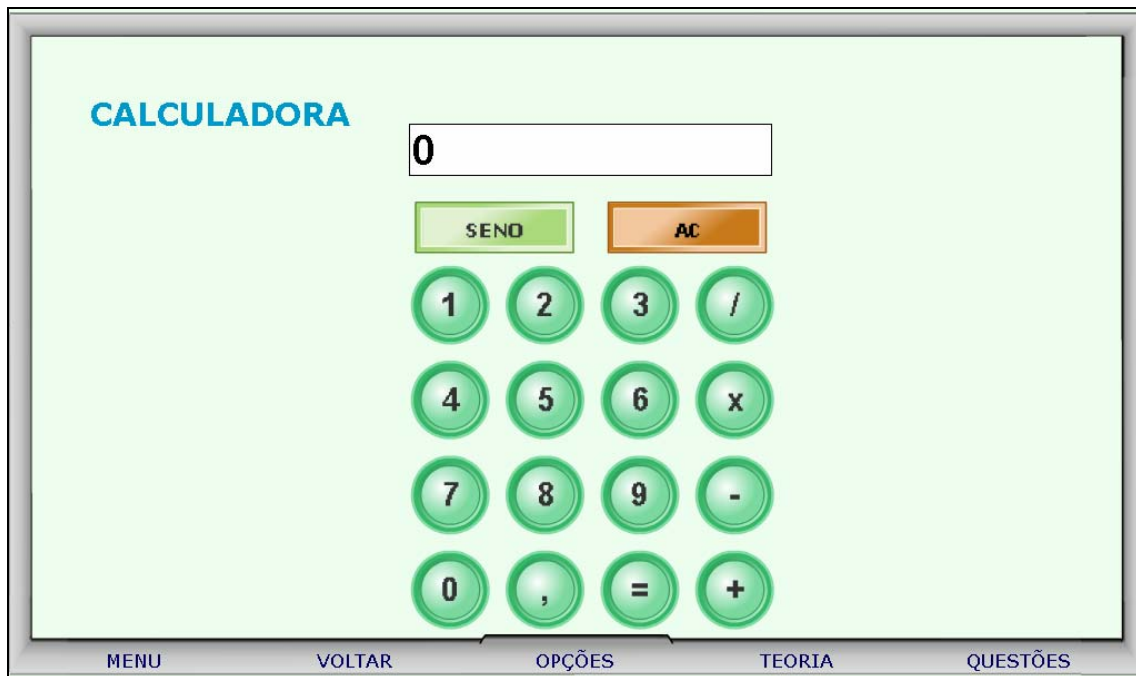 CALCULADORA
0
SENO AC
1 2 3 /
4 5 6 x
7 8 9 -
0 , = +
MENU VOLTAR OPÇÕES TEORIA QUESTÕES